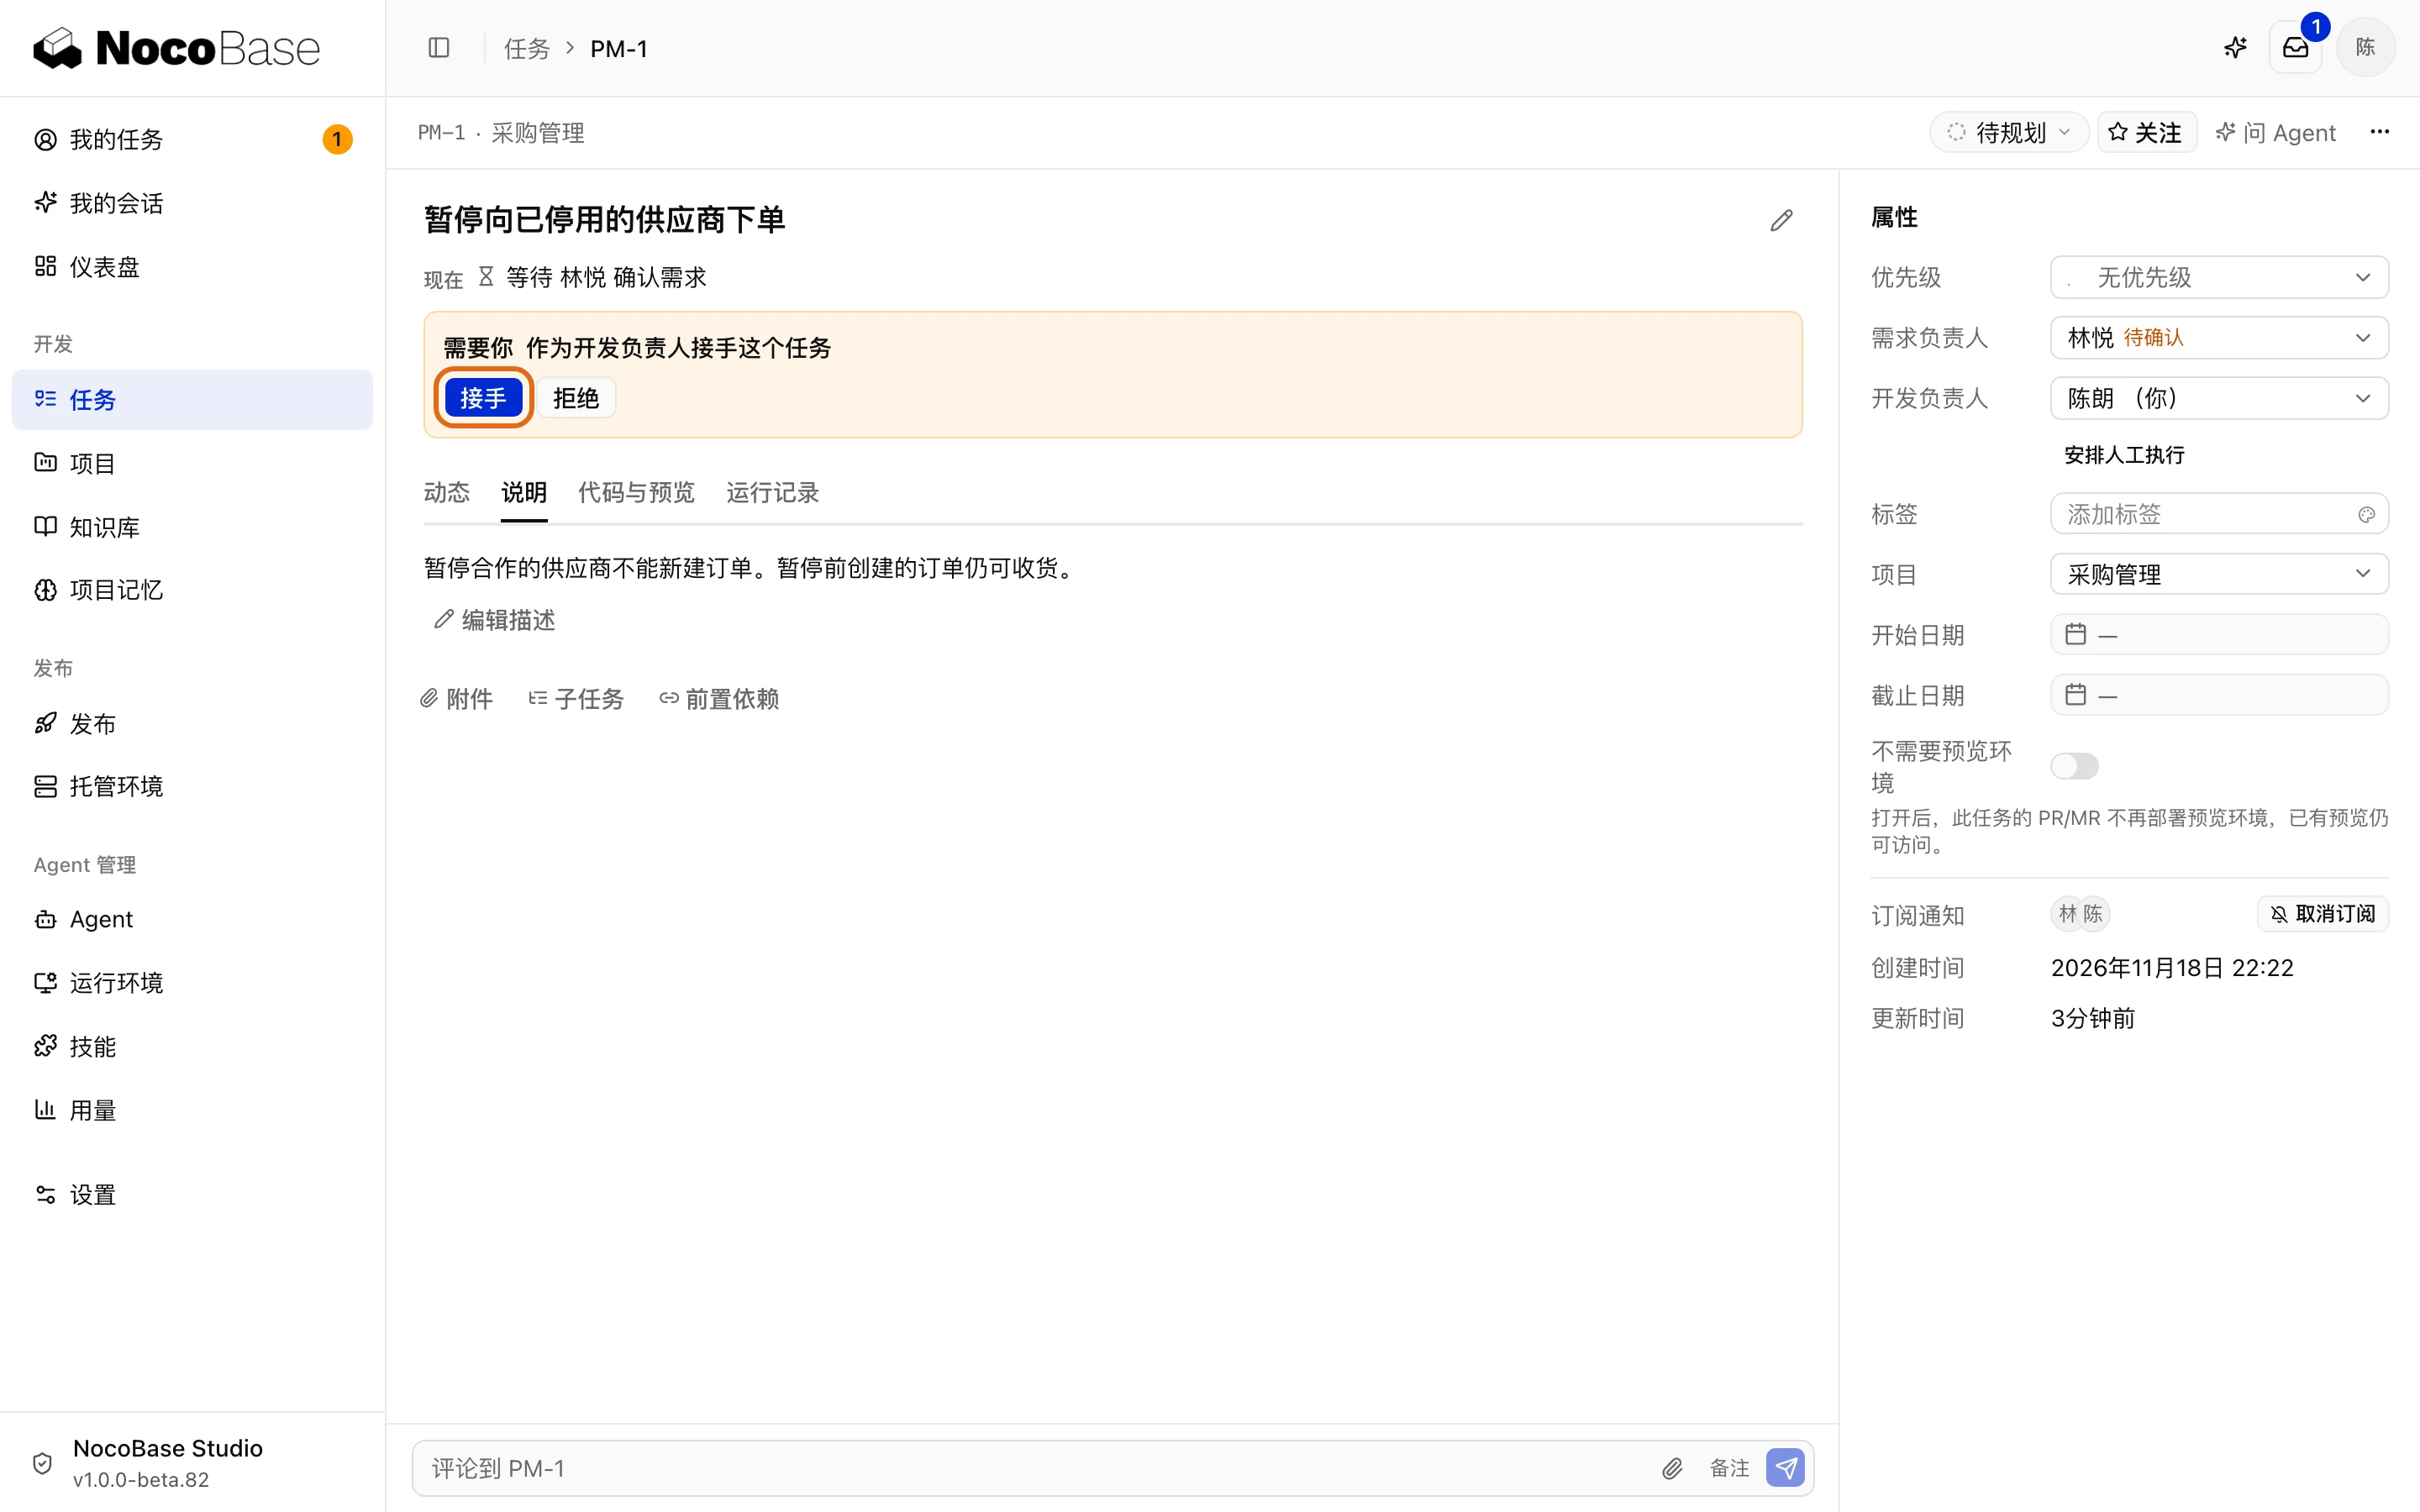 NocoBase
任务 > PM-1
1
陈
我的任务
1
我的会话
仪表盘
开发
任务
项目
知识库
项目记忆
发布
发布
托管环境
Agent 管理
Agent
运行环境
技能
用量
设置
NocoBase Studio
v1.0.0-beta.82
PM-1 · 采购管理
待规划
关注
问 Agent
暂停向已停用的供应商下单
现在 等待 林悦 确认需求
需要你 作为开发负责人接手这个任务
接手 拒绝
动态 说明 代码与预览 运行记录
暂停合作的供应商不能新建订单。暂停前创建的订单仍可收货。
编辑描述
附件 子任务 前置依赖
评论到 PM-1
备注
属性
优先级 无优先级
需求负责人 林悦 待确认
开发负责人 陈朗 （你）
安排人工执行
标签 添加标签
项目 采购管理
开始日期 —
截止日期 —
不需要预览环
境
打开后，此任务的 PR/MR 不再部署预览环境，已有预览仍
可访问。
订阅通知 林 陈 取消订阅
创建时间 2026年11月18日 22:22
更新时间 3分钟前